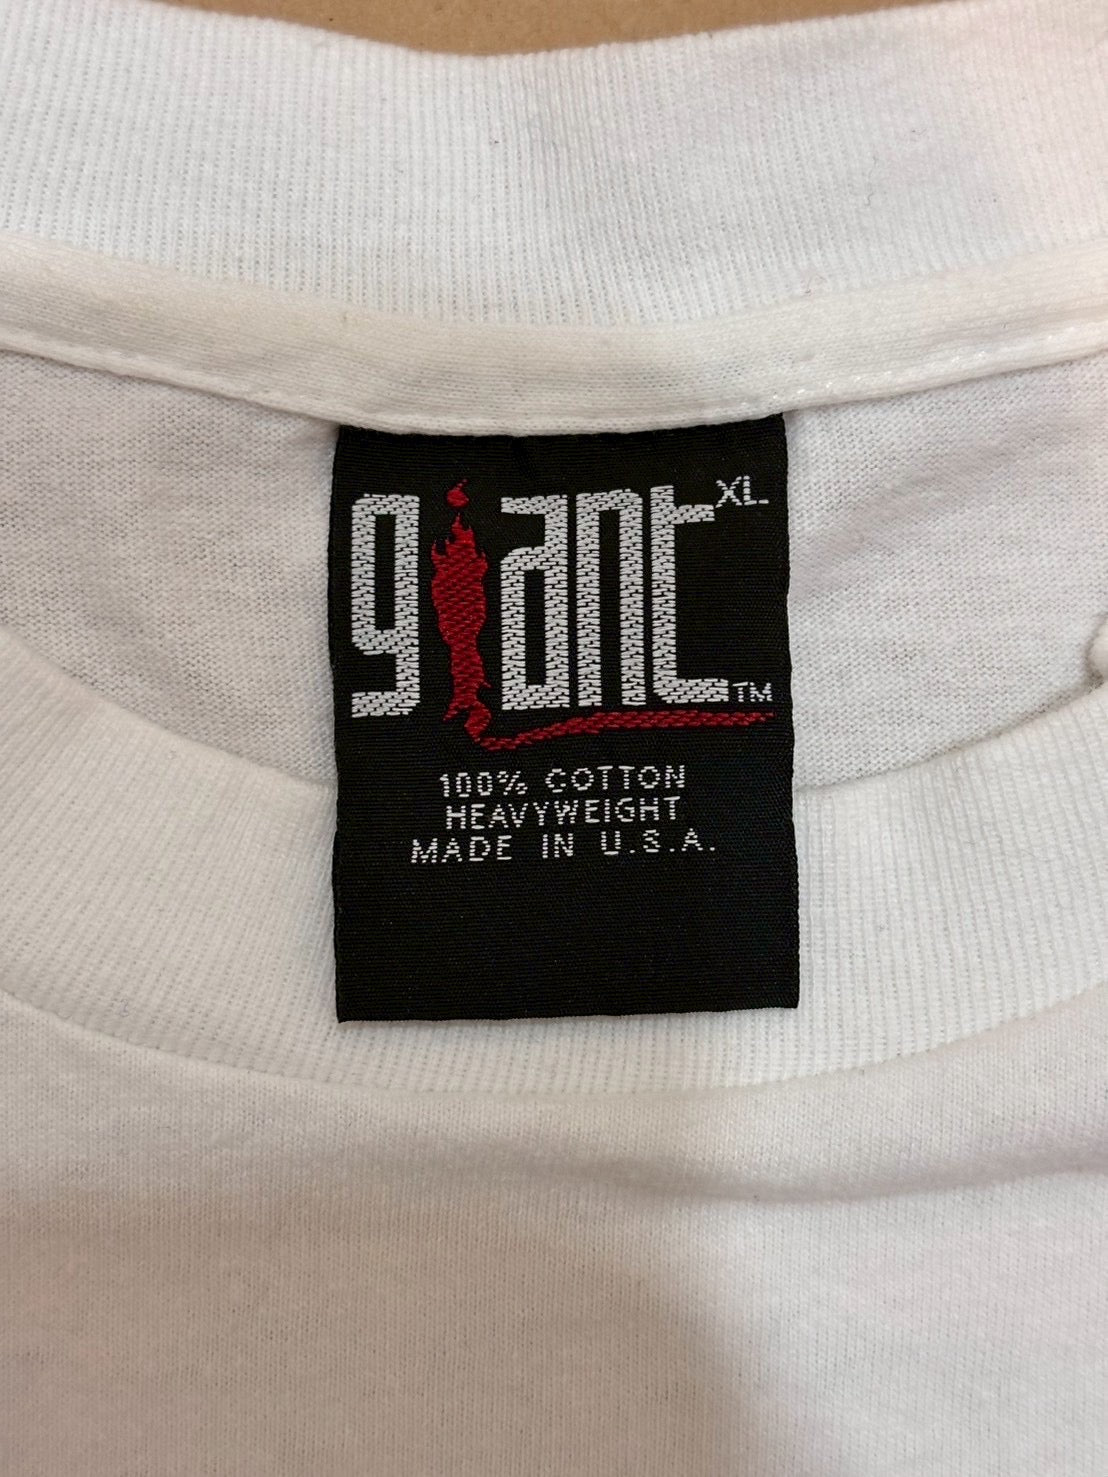 giant XL
TM
100% COTTON
HEAVYWEIGHT
MADE IN U.S.A.